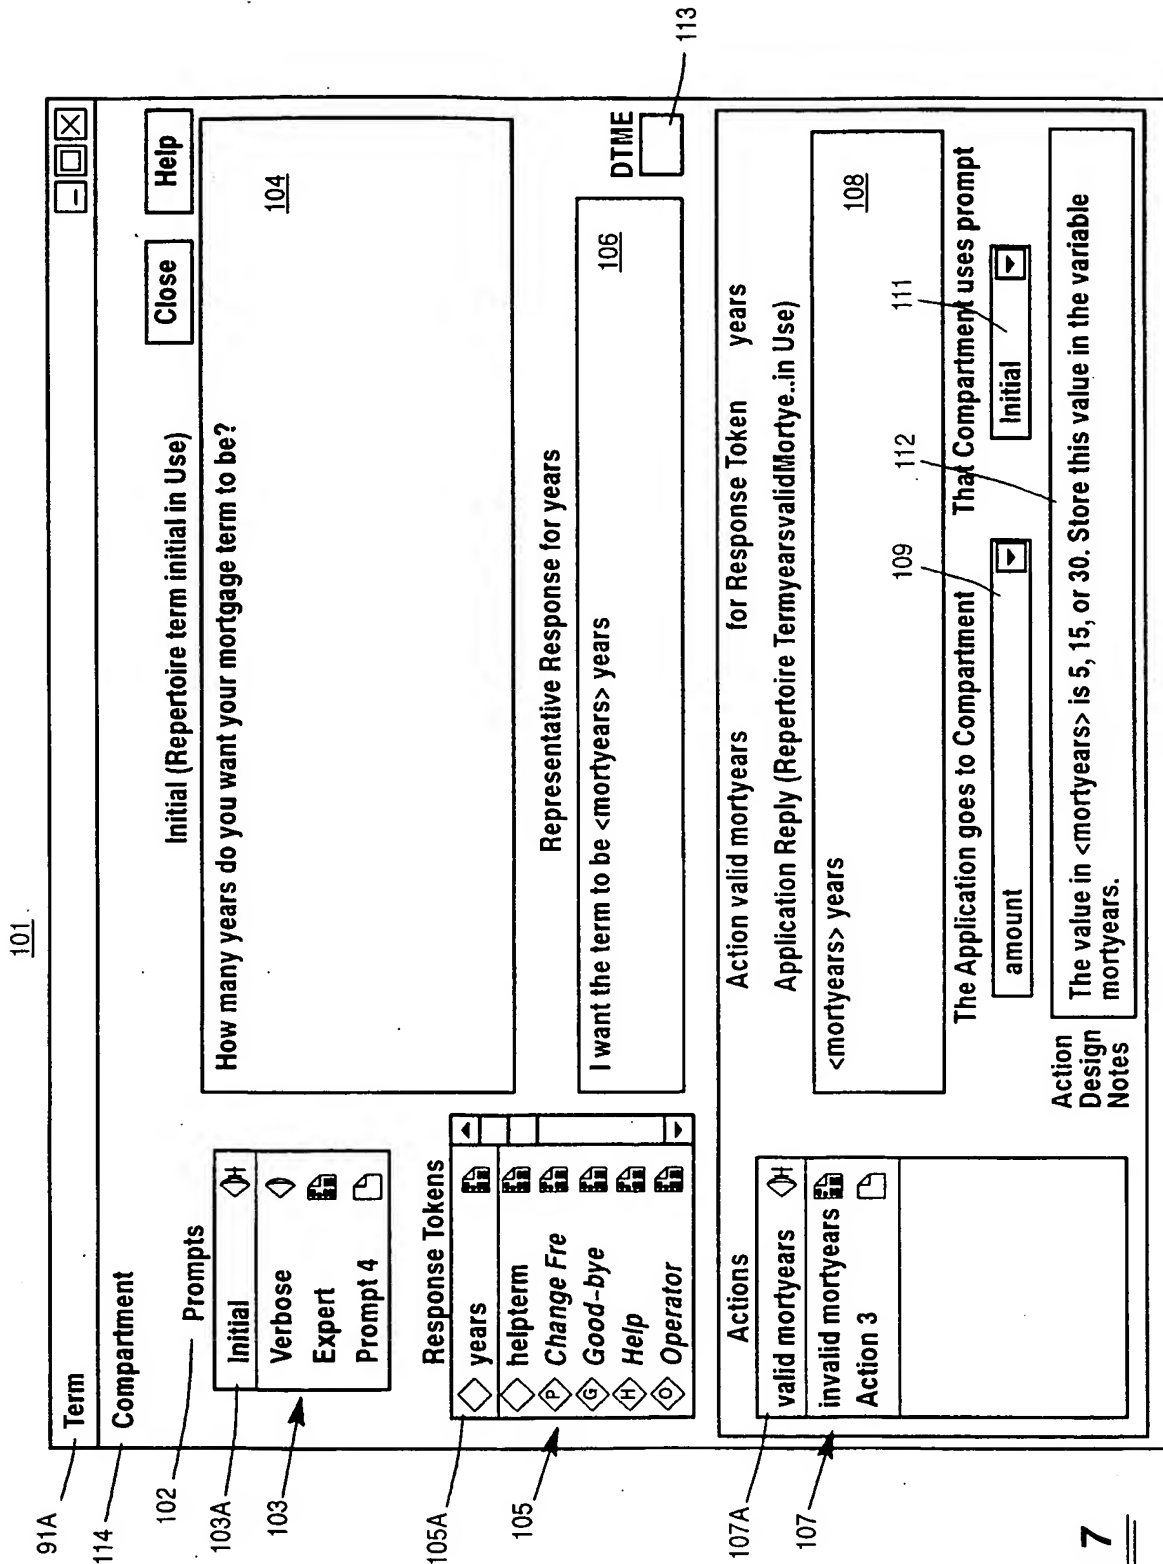 101
91A
Term
114
Compartment
Close
Help
102
Prompts
Initial (Repertoire term initial in Use)
103A
Initial
How many years do you want your mortgage term to be?
104
103
Verbose
Expert
Prompt 4
Response Tokens
Representative Response for years
DTME
113
105A
years
I want the term to be <mortyears> years
106
105
helpterm
P Change Fre
G Good-bye
H Help
O Operator
Actions
Action valid mortyears for Response Token years
Application Reply (Repertoire TermyearsvalidMortye..in Use)
107A
valid mortyears
<mortyears> years
108
107
invalid mortyears
Action 3
109
112
111
The Application goes to Compartment
That Compartment uses prompt
amount
Initial
Action
Design
Notes
The value in <mortyears> is 5, 15, or 30. Store this value in the variable
mortyears.
7